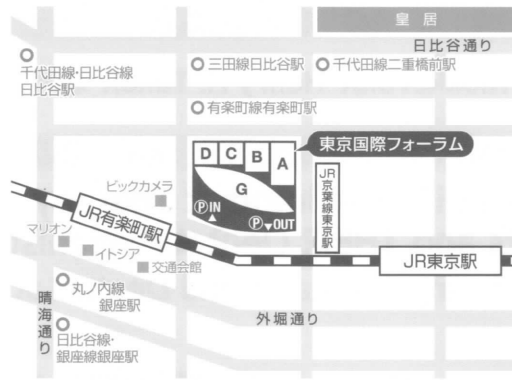 皇居
日比谷通り
千代田線・日比谷線
日比谷駅
三田線日比谷駅
千代田線二重橋前駅
有楽町線有楽町駅
東京国際フォーラム
D
C
B
A
G
ⓅIN
ⓅOUT
JR京葉線東京駅
ビックカメラ
JR有楽町駅
マリオン
イトシア
交通会館
JR東京駅
丸ノ内線
銀座駅
晴海通り
外堀通り
日比谷線・
銀座線銀座駅